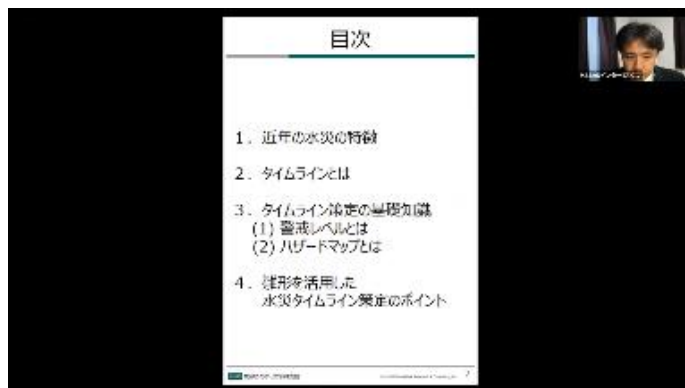 目次
1. 近年の水災の特徴
2. タイムラインとは
3. タイムライン策定の基礎知識
(1) 警戒レベルとは
(2) ハザードマップとは
4. 雛形を活用した
水災タイムライン策定のポイント